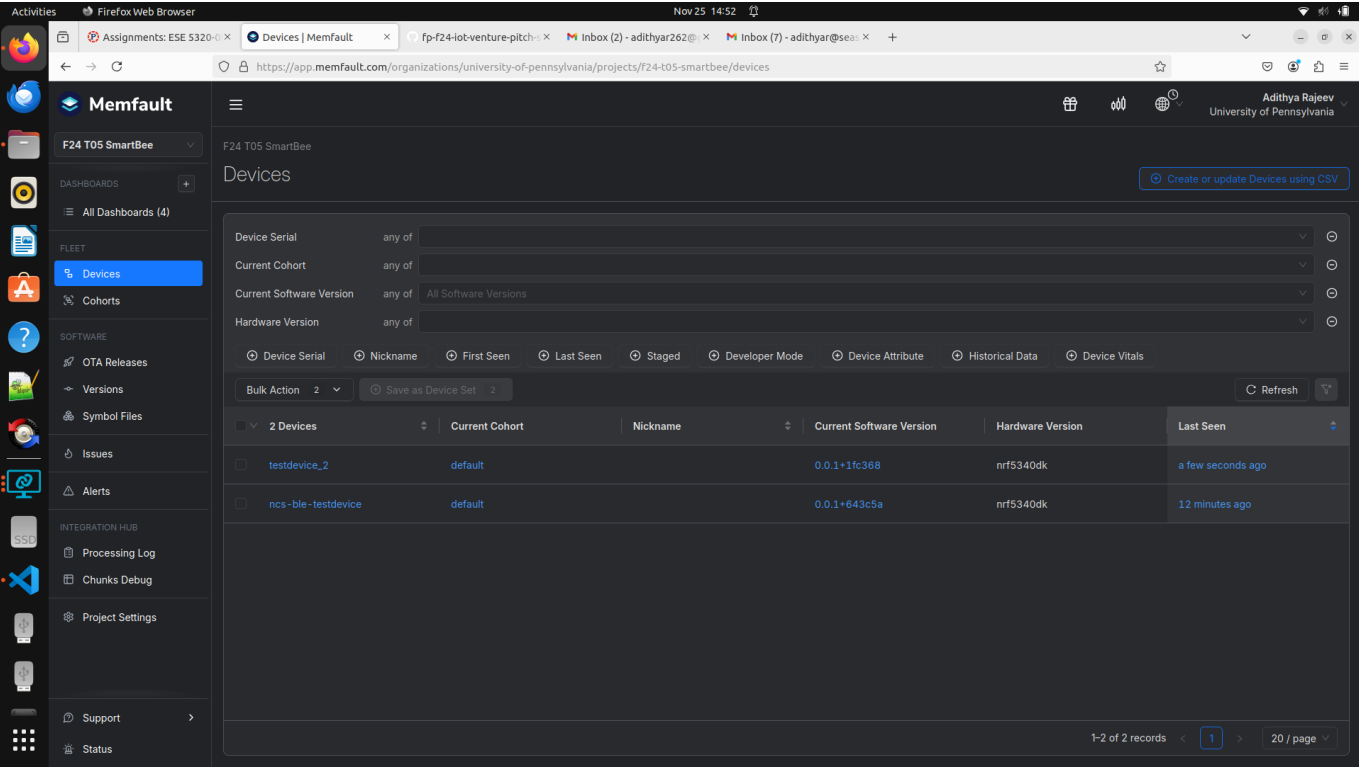 Activities Firefox Web Browser Nov 25 14:52
Assignments: ESE 5320-0 Devices | Memfault fp-f24-iot-venture-pitch-s Inbox (2) - adithyar262@ Inbox (7) - adithyar@seas
https://app.memfault.com/organizations/university-of-pennsylvania/projects/f24-t05-smartbee/devices
Memfault
Adithya Rajeev
University of Pennsylvania
F24 T05 SmartBee
DASHBOARDS
All Dashboards (4)
FLEET
Devices
Cohorts
SOFTWARE
OTA Releases
Versions
Symbol Files
Issues
Alerts
INTEGRATION HUB
Processing Log
Chunks Debug
Project Settings
Support
Status
F24 T05 SmartBee
Devices
Create or update Devices using CSV
Device Serial any of
Current Cohort any of
Current Software Version any of All Software Versions
Hardware Version any of
Device Serial Nickname First Seen Last Seen Staged Developer Mode Device Attribute Historical Data Device Vitals
Bulk Action 2 Save as Device Set 2 Refresh
2 Devices Current Cohort Nickname Current Software Version Hardware Version Last Seen
testdevice_2 default 0.0.1+1fc368 nrf5340dk a few seconds ago
ncs-ble-testdevice default 0.0.1+643c5a nrf5340dk 12 minutes ago
1-2 of 2 records < 1 > 20 / page
SSD